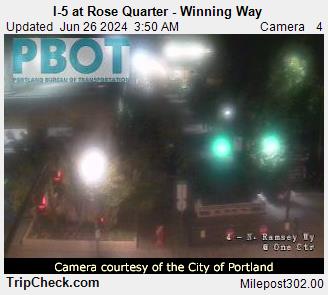 I-5 at Rose Quarter - Winning Way
Updated Jun 26 2024 3:50 AM Camera 4
PBOT
PORTLAND BUREAU OF TRANSPORTATION
4 - N. Ramsey Wy
@ One Ctr
Camera courtesy of the City of Portland
TripCheck.com Milepost302.00